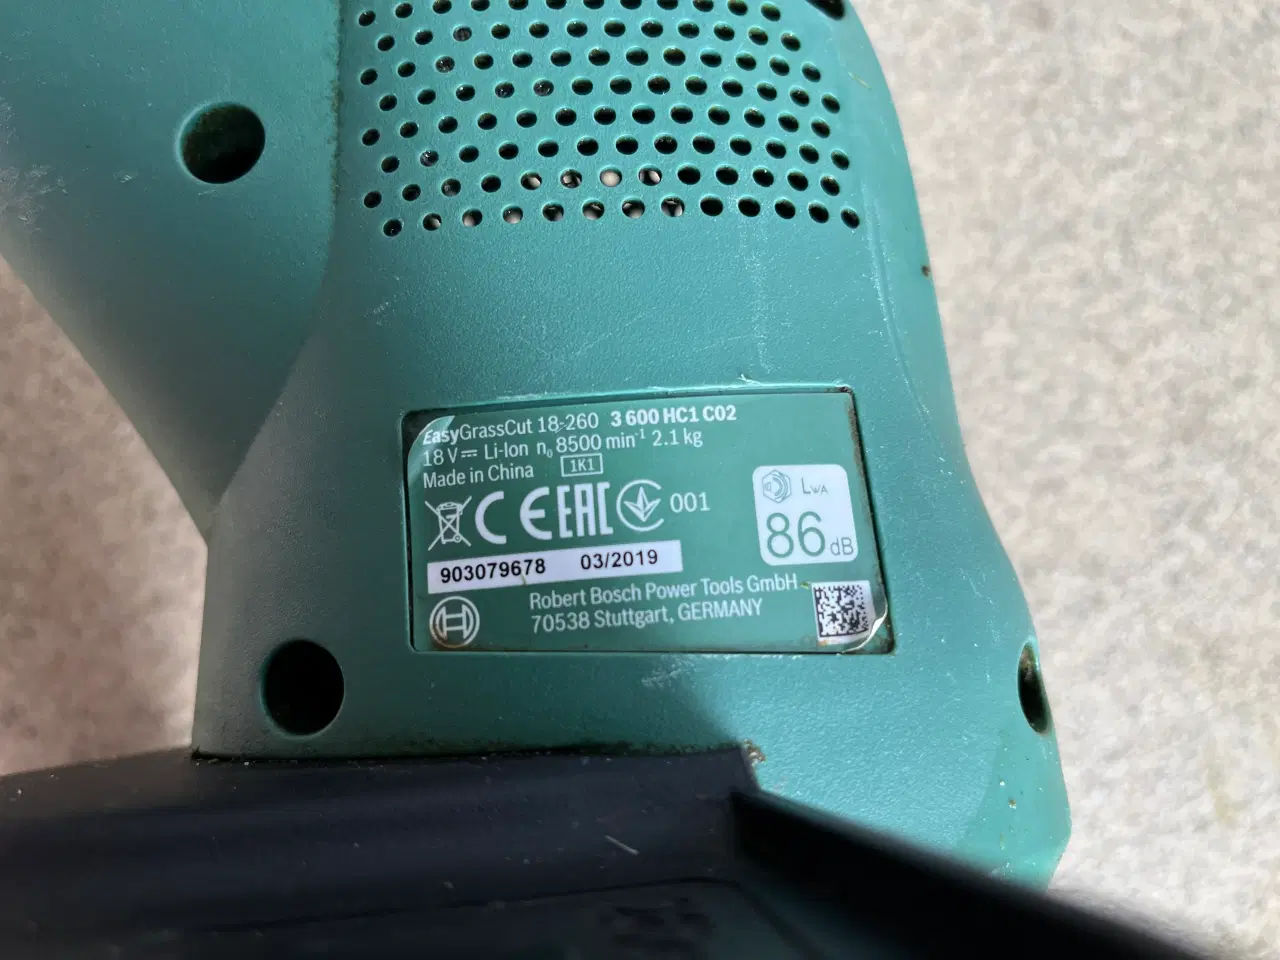 EasyGrassCut 18-260 3 600 HC1 C02
18 V ⎓ Li-Ion n₀ 8500 min⁻¹ 2.1 kg
Made in China 1K1
CE EAC 001
LWA
86 dB
903079678 03/2019
Robert Bosch Power Tools GmbH
70538 Stuttgart, GERMANY